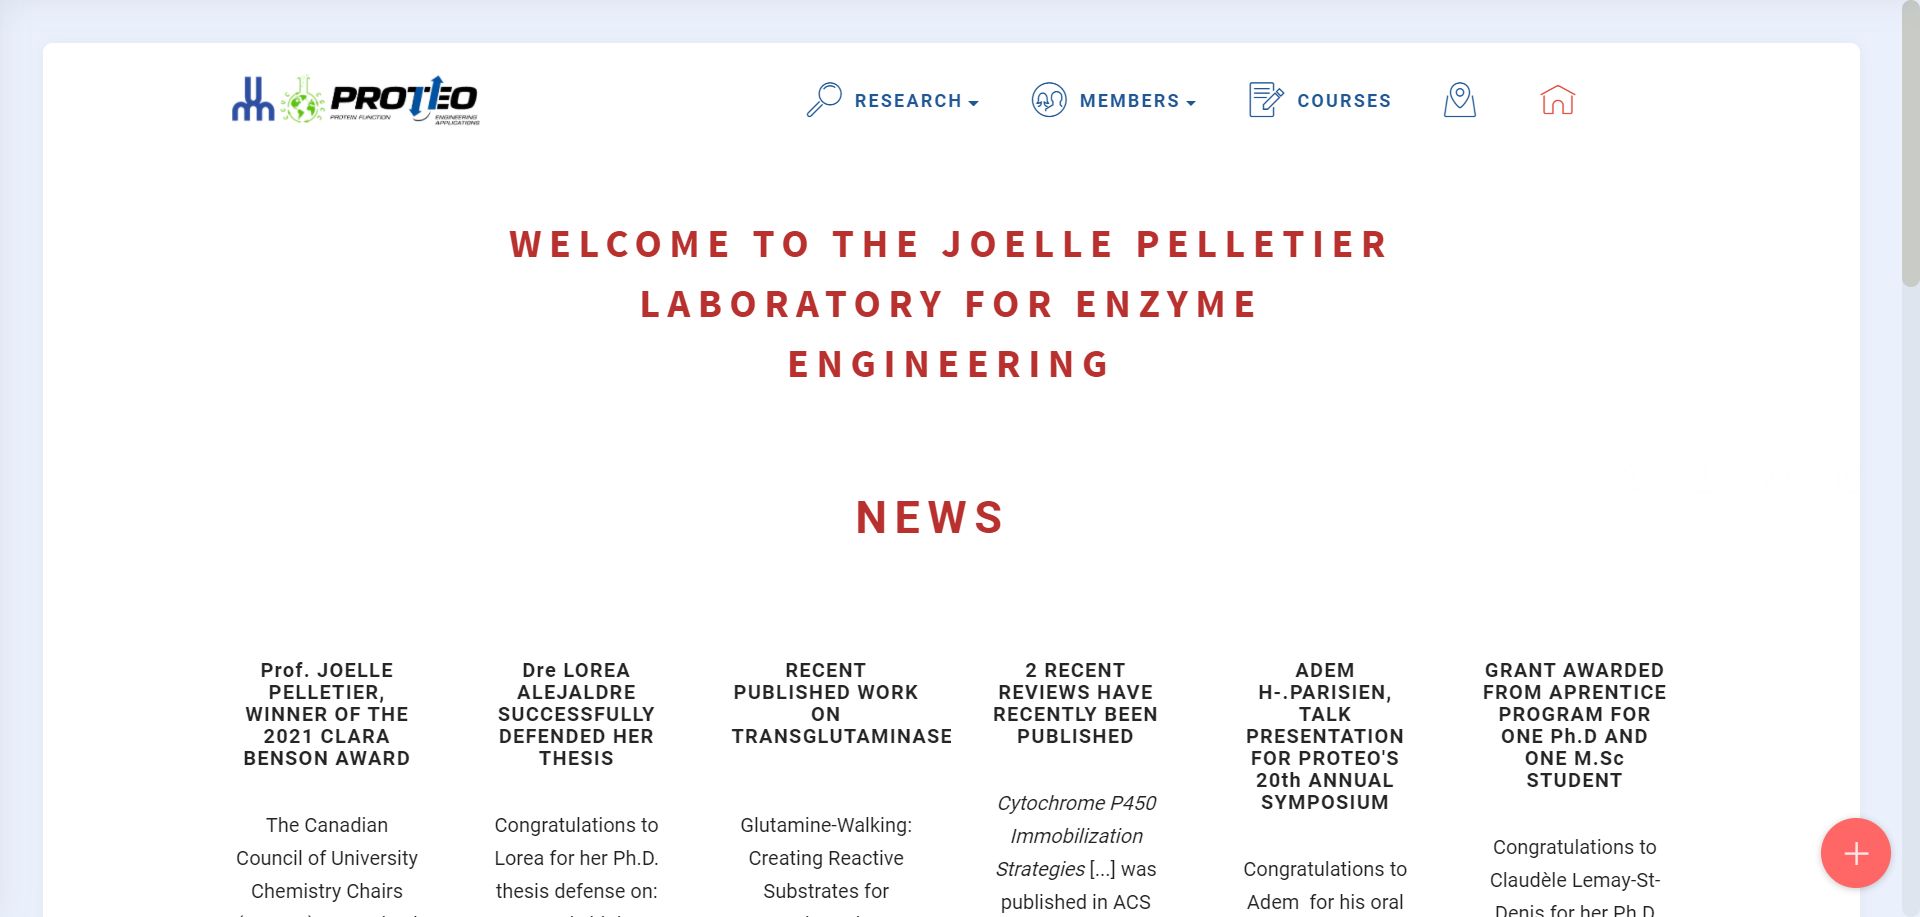 PROTEO
PROTEIN FUNCTION
ENGINEERING
APPLICATIONS
RESEARCH
MEMBERS
COURSES
WELCOME TO THE JOELLE PELLETIER
LABORATORY FOR ENZYME
ENGINEERING
NEWS
Prof. JOELLE
PELLETIER,
WINNER OF THE
2021 CLARA
BENSON AWARD
The Canadian
Council of University
Chemistry Chairs
Dre LOREA
ALEJALDRE
SUCCESSFULLY
DEFENDED HER
THESIS
Congratulations to
Lorea for her Ph.D.
thesis defense on:
RECENT
PUBLISHED WORK
ON
TRANSGLUTAMINASE
Glutamine-Walking:
Creating Reactive
Substrates for
2 RECENT
REVIEWS HAVE
RECENTLY BEEN
PUBLISHED
Cytochrome P450
Immobilization
Strategies [...] was
published in ACS
ADEM
H-.PARISIEN,
TALK
PRESENTATION
FOR PROTEO'S
20th ANNUAL
SYMPOSIUM
Congratulations to
Adem for his oral
GRANT AWARDED
FROM APRENTICE
PROGRAM FOR
ONE Ph.D AND
ONE M.Sc
STUDENT
Congratulations to
Claudèle Lemay-St-
Denis for her Ph.D